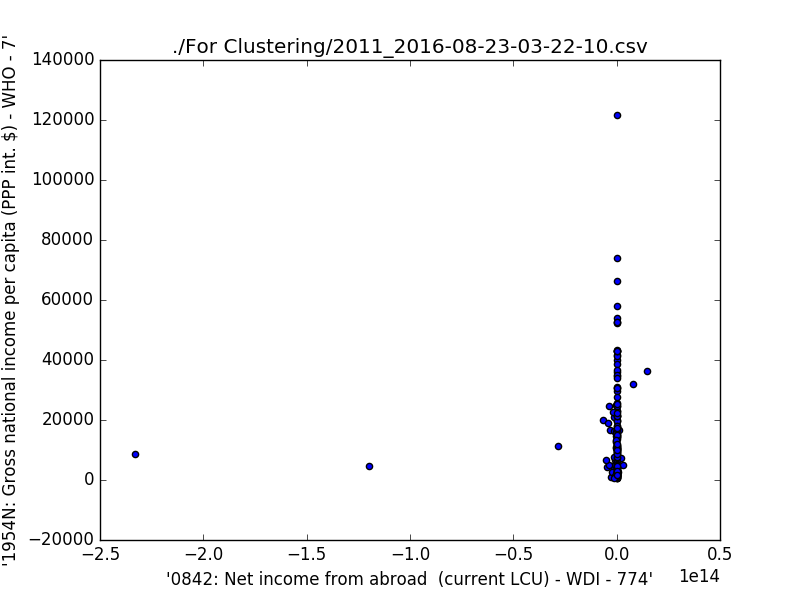 ./For Clustering/2011_2016-08-23-03-22-10.csv
'1954N: Gross national income per capita (PPP int. $) - WHO - 7'
140000
120000
100000
80000
60000
40000
20000
0
−20000
−2.5 −2.0 −1.5 −1.0 −0.5 0.0 0.5
1e14
'0842: Net income from abroad  (current LCU) - WDI - 774'